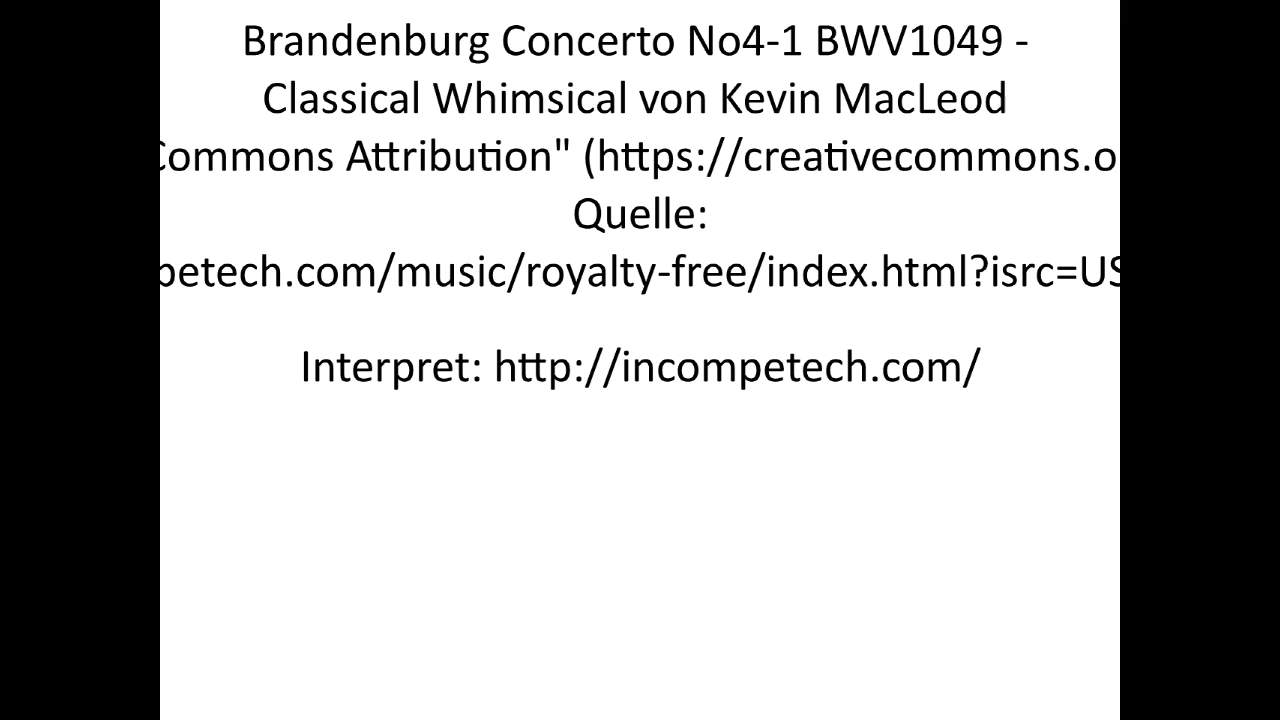 Brandenburg Concerto No4-1 BWV1049 -
Classical Whimsical von Kevin MacLeod
Commons Attribution" (https://creativecommons.o
Quelle:
petech.com/music/royalty-free/index.html?isrc=US
Interpret: http://incompetech.com/